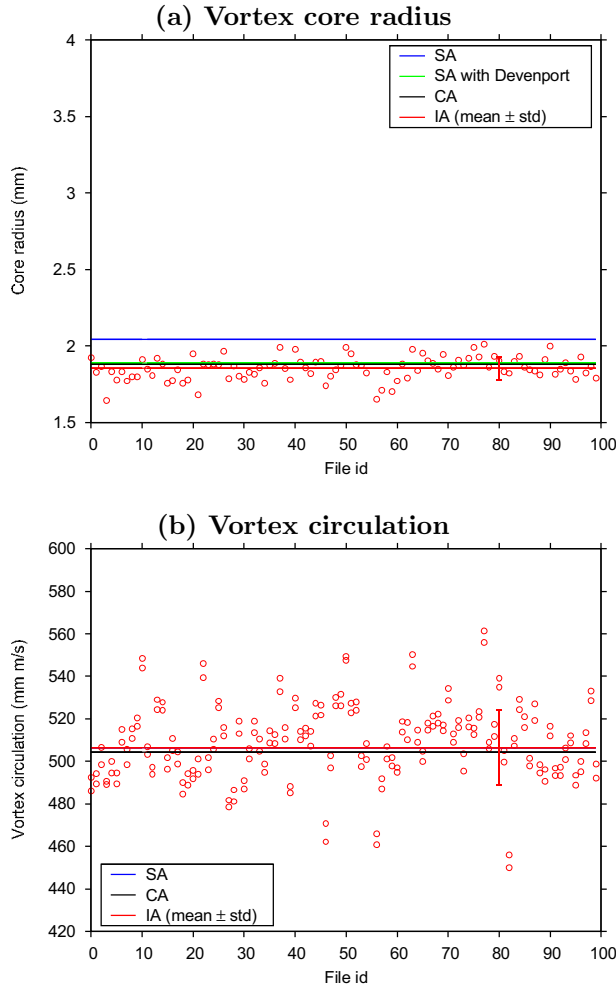 (a) Vortex core radius
4
3.5
3
2.5
2
1.5
Core radius (mm)
SA
SA with Devenport
CA
IA (mean ± std)
0 10 20 30 40 50 60 70 80 90 100
File id
(b) Vortex circulation
600
580
560
540
520
500
480
460
440
420
Vortex circulation (mm m/s)
SA
CA
IA (mean ± std)
0 10 20 30 40 50 60 70 80 90 100
File id